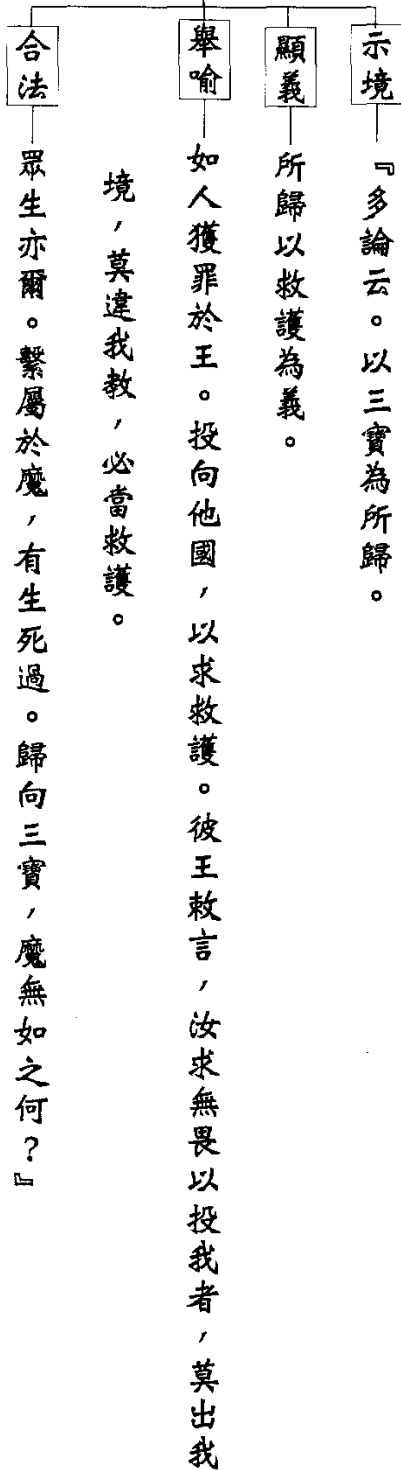 示境 『多論云。以三寶為所歸。
顯義 所歸以救護為義。
舉喻 如人獲罪於王。投向他國，以求救護。彼王敕言，汝求無畏以投我者，莫出我
境，莫違我教，必當救護。
合法 眾生亦爾。繫屬於魔，有生死過。歸向三寶，魔無如之何？』